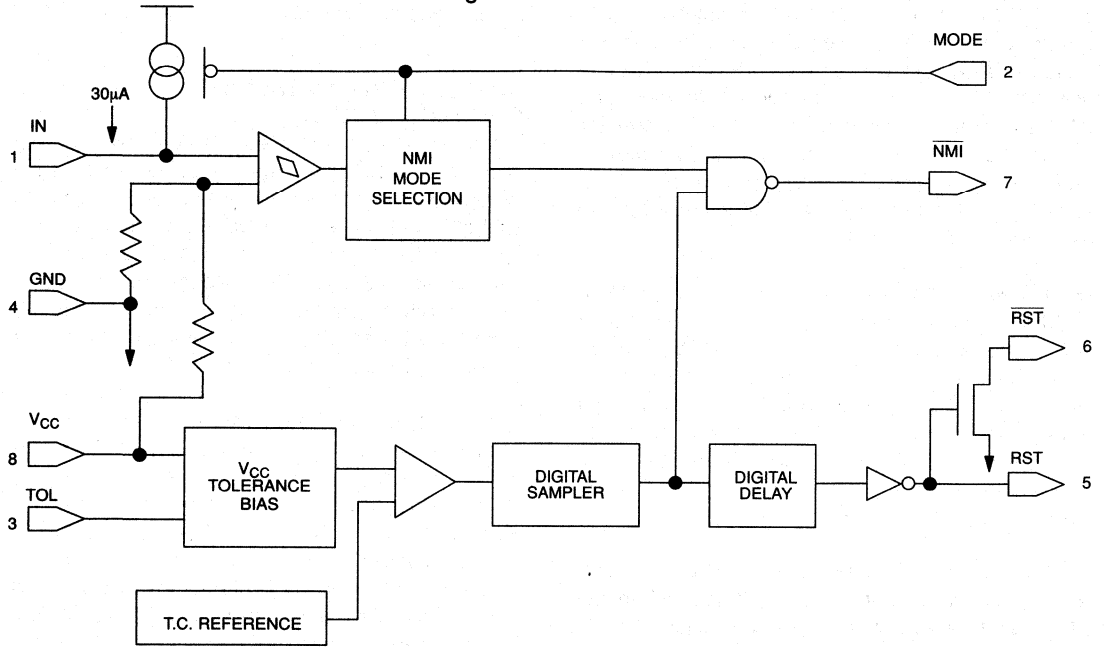 MODE
2
30μA
IN
1
NMI
MODE
SELECTION
NMI
7
GND
4
RST
6
VCC
8
VCC
TOLERANCE
BIAS
DIGITAL
SAMPLER
DIGITAL
DELAY
RST
5
TOL
3
T.C. REFERENCE